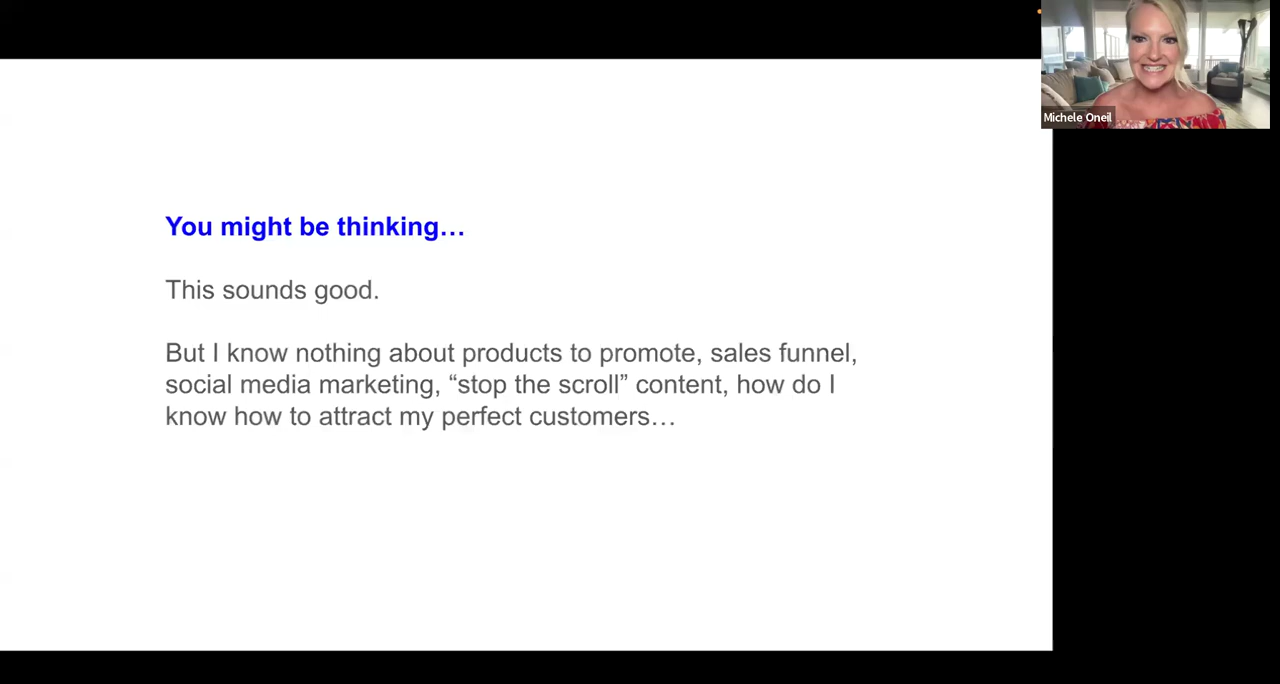 Michele Oneil
You might be thinking…
This sounds good.
But I know nothing about products to promote, sales funnel,
social media marketing, “stop the scroll” content, how do I
know how to attract my perfect customers…